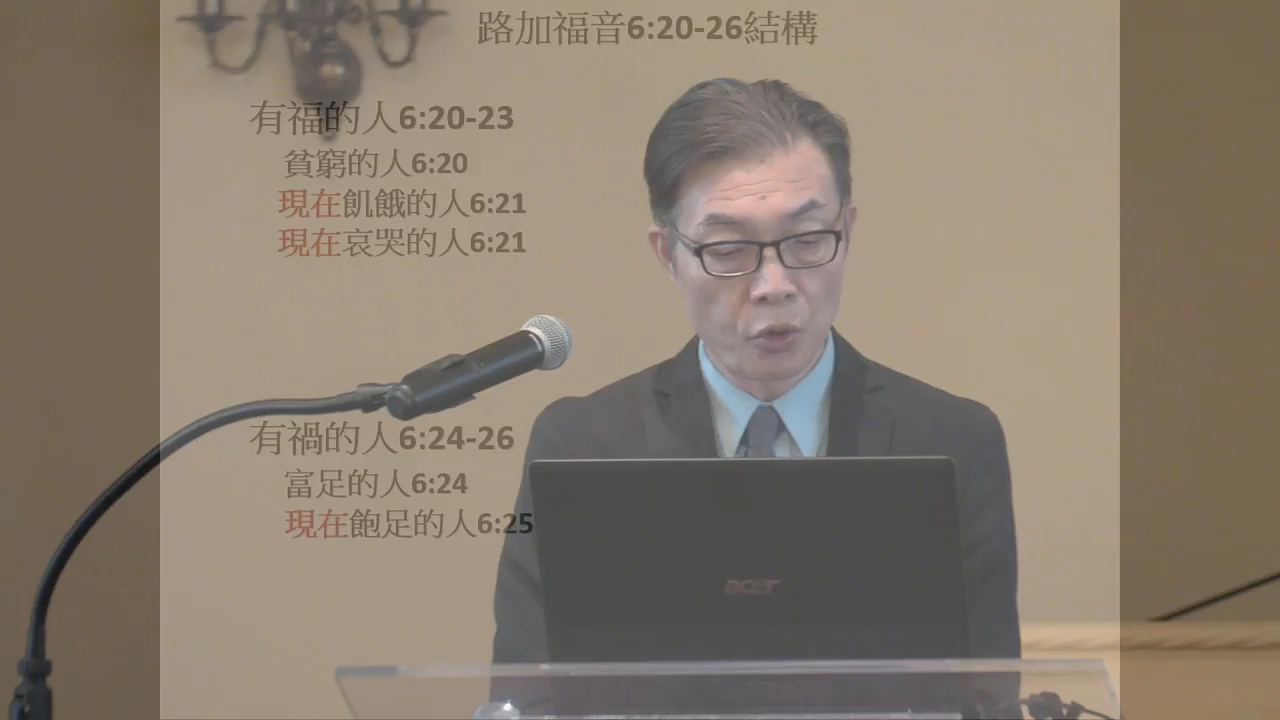 路加福音6:20-26結構
有福的人6:20-23
貧窮的人6:20
現在飢餓的人6:21
現在哀哭的人6:21
有禍的人6:24-26
富足的人6:24
現在飽足的人6:25
acer